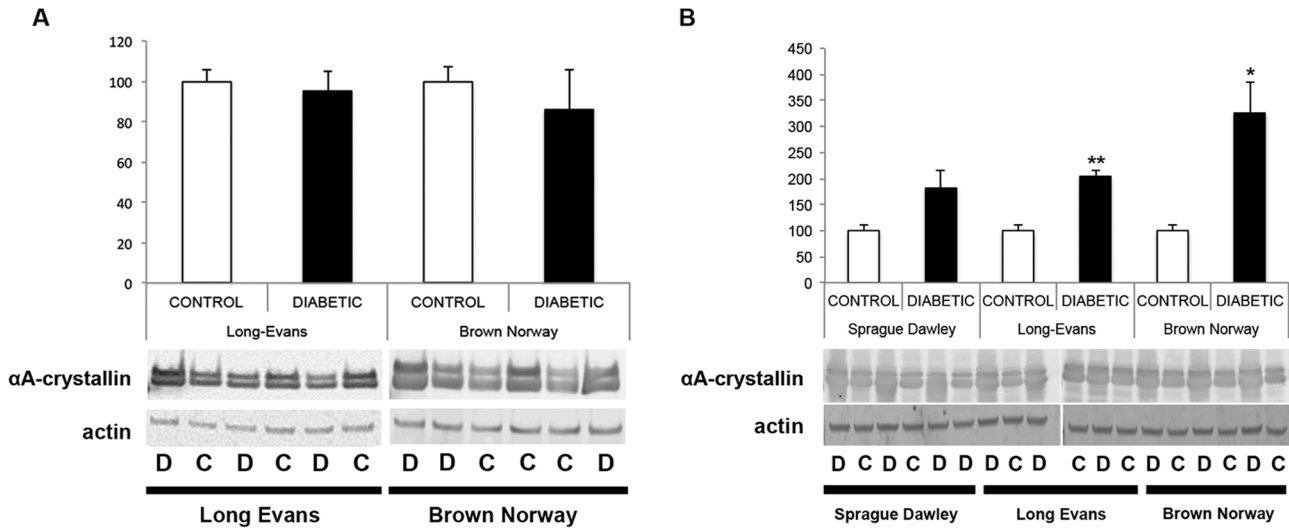 A
120
100
80
60
40
20
0
CONTROL DIABETIC CONTROL DIABETIC
Long-Evans Brown Norway
αA-crystallin
actin
D C D C D C D D C C C D
Long Evans Brown Norway
B
450
400
350
300
250
200
150
100
50
0
**
*
CONTROL DIABETIC CONTROL DIABETIC CONTROL DIABETIC
Sprague Dawley Long-Evans Brown Norway
αA-crystallin
actin
D C D C D D D C D C D C D C D C D C
Sprague Dawley Long Evans Brown Norway